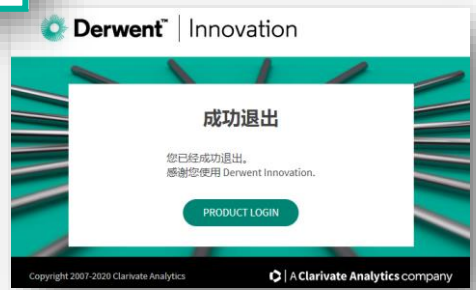 Derwent™ | Innovation
成功退出
您已经成功退出。
感谢您使用 Derwent Innovation.
PRODUCT LOGIN
Copyright 2007-2020 Clarivate Analytics
A Clarivate Analytics company